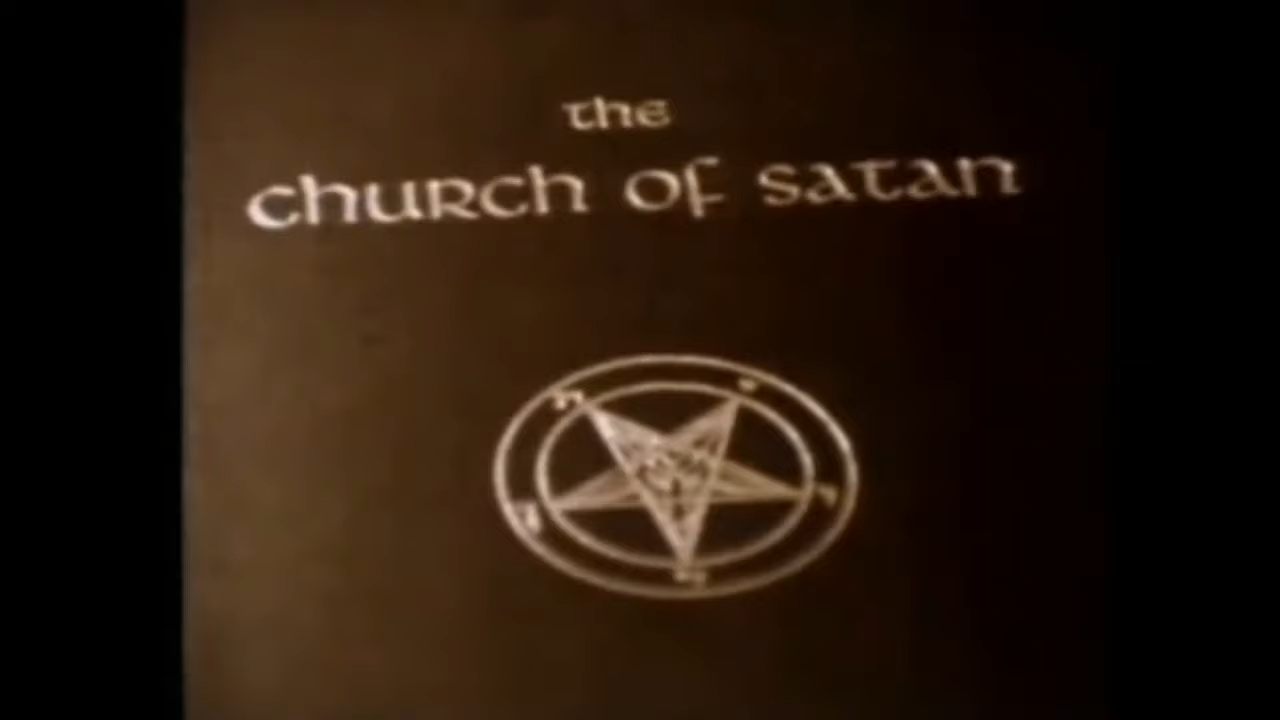 the
church of satan